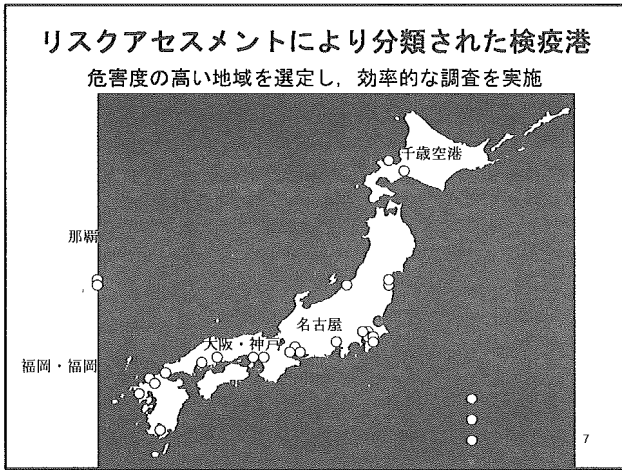 リスクアセスメントにより分類された検疫港
危害度の高い地域を選定し，効率的な調査を実施
千歳空港
那覇
名古屋
大阪・神戸
福岡・福岡
7